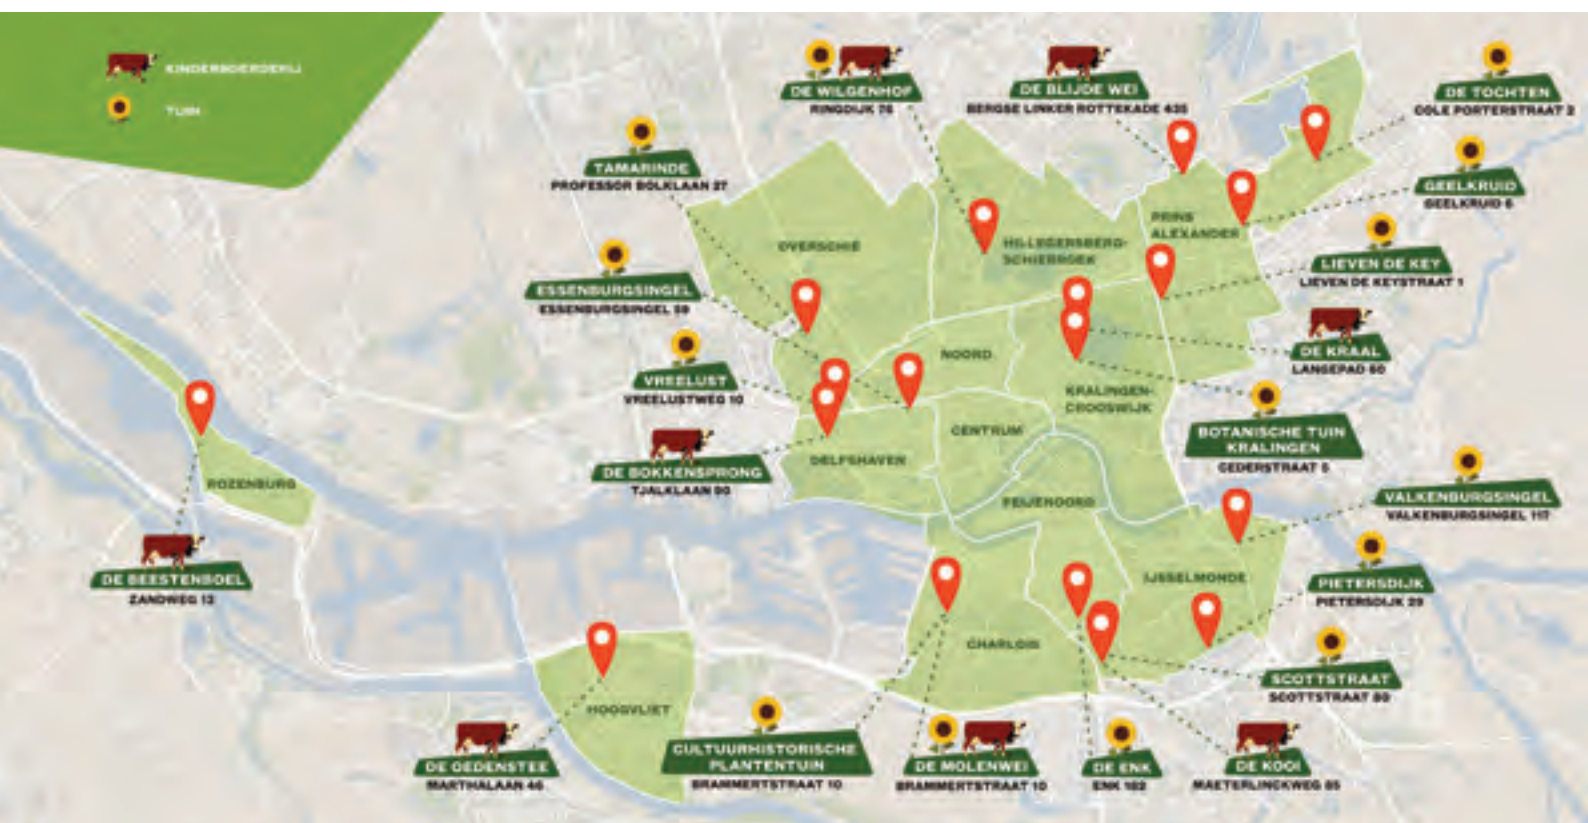 KINDERBOERDERIJ
TUIN
DE WILGENHOF
RINGDIJK 76
DE BLIJDE WEI
BERGSE LINKER ROTTEKADE 435
DE TOCHTEN
COLE PORTERSTRAAT 2
TAMARINDE
PROFESSOR BOLKLAAN 27
GEELKRUID
GEELKRUID 6
LIEVEN DE KEY
LIEVEN DE KEYSTRAAT 1
ESSENBURGSINGEL
ESSENBURGSINGEL 59
VREELUST
VREELUSTWEG 10
DE KRAAL
LANGEPAD 60
BOTANISCHE TUIN
KRALINGEN
CEDERSTRAAT 5
DE BOKKENSPRONG
TJALKLAAN 90
VALKENBURGSINGEL
VALKENBURGSINGEL 117
DE BEESTENBOEL
ZANDWEG 13
PIETERSDIJK
PIETERSDIJK 29
SCOTTSTRAAT
SCOTTSTRAAT 80
DE OEDENSTEE
MARTHALAAN 46
CULTUURHISTORISCHE
PLANTENTUIN
BRAMMERTSTRAAT 10
DE MOLENWEI
BRAMMERTSTRAAT 10
DE ENK
ENK 162
DE KOOI
MAETERLINCKWEG 85
OVERSCHIE
HILLEGERSBERG-
SCHIEBROEK
PRINS
ALEXANDER
NOORD
KRALINGEN-
CROOSWIJK
CENTRUM
DELFSHAVEN
FEIJENOORD
IJSSELMONDE
CHARLOIS
HOOGVLIET
ROZENBURG